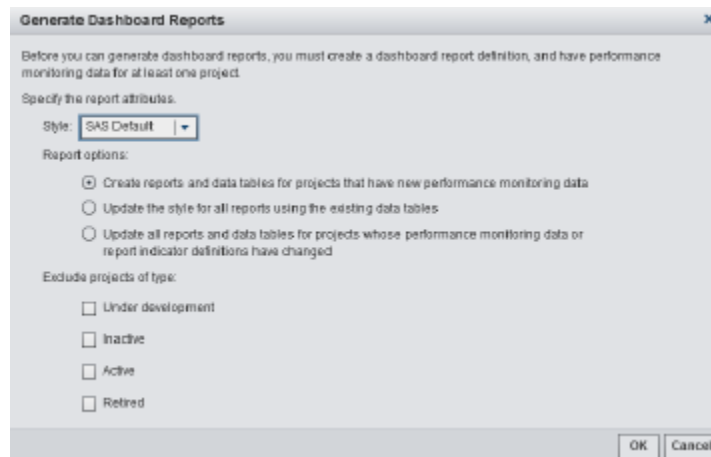 Generate Dashboard Reports
Before you can generate dashboard reports, you must create a dashboard report definition, and have performance
monitoring data for at least one project.
Specify the report attributes.
Style: SAS Default
Report options:
Create reports and data tables for projects that have new performance monitoring data
Update the style for all reports using the existing data tables
Update all reports and data tables for projects whose performance monitoring data or
report indicator definitions have changed
Exclude projects of type:
Under development
Inactive
Active
Retired
OK Cancel